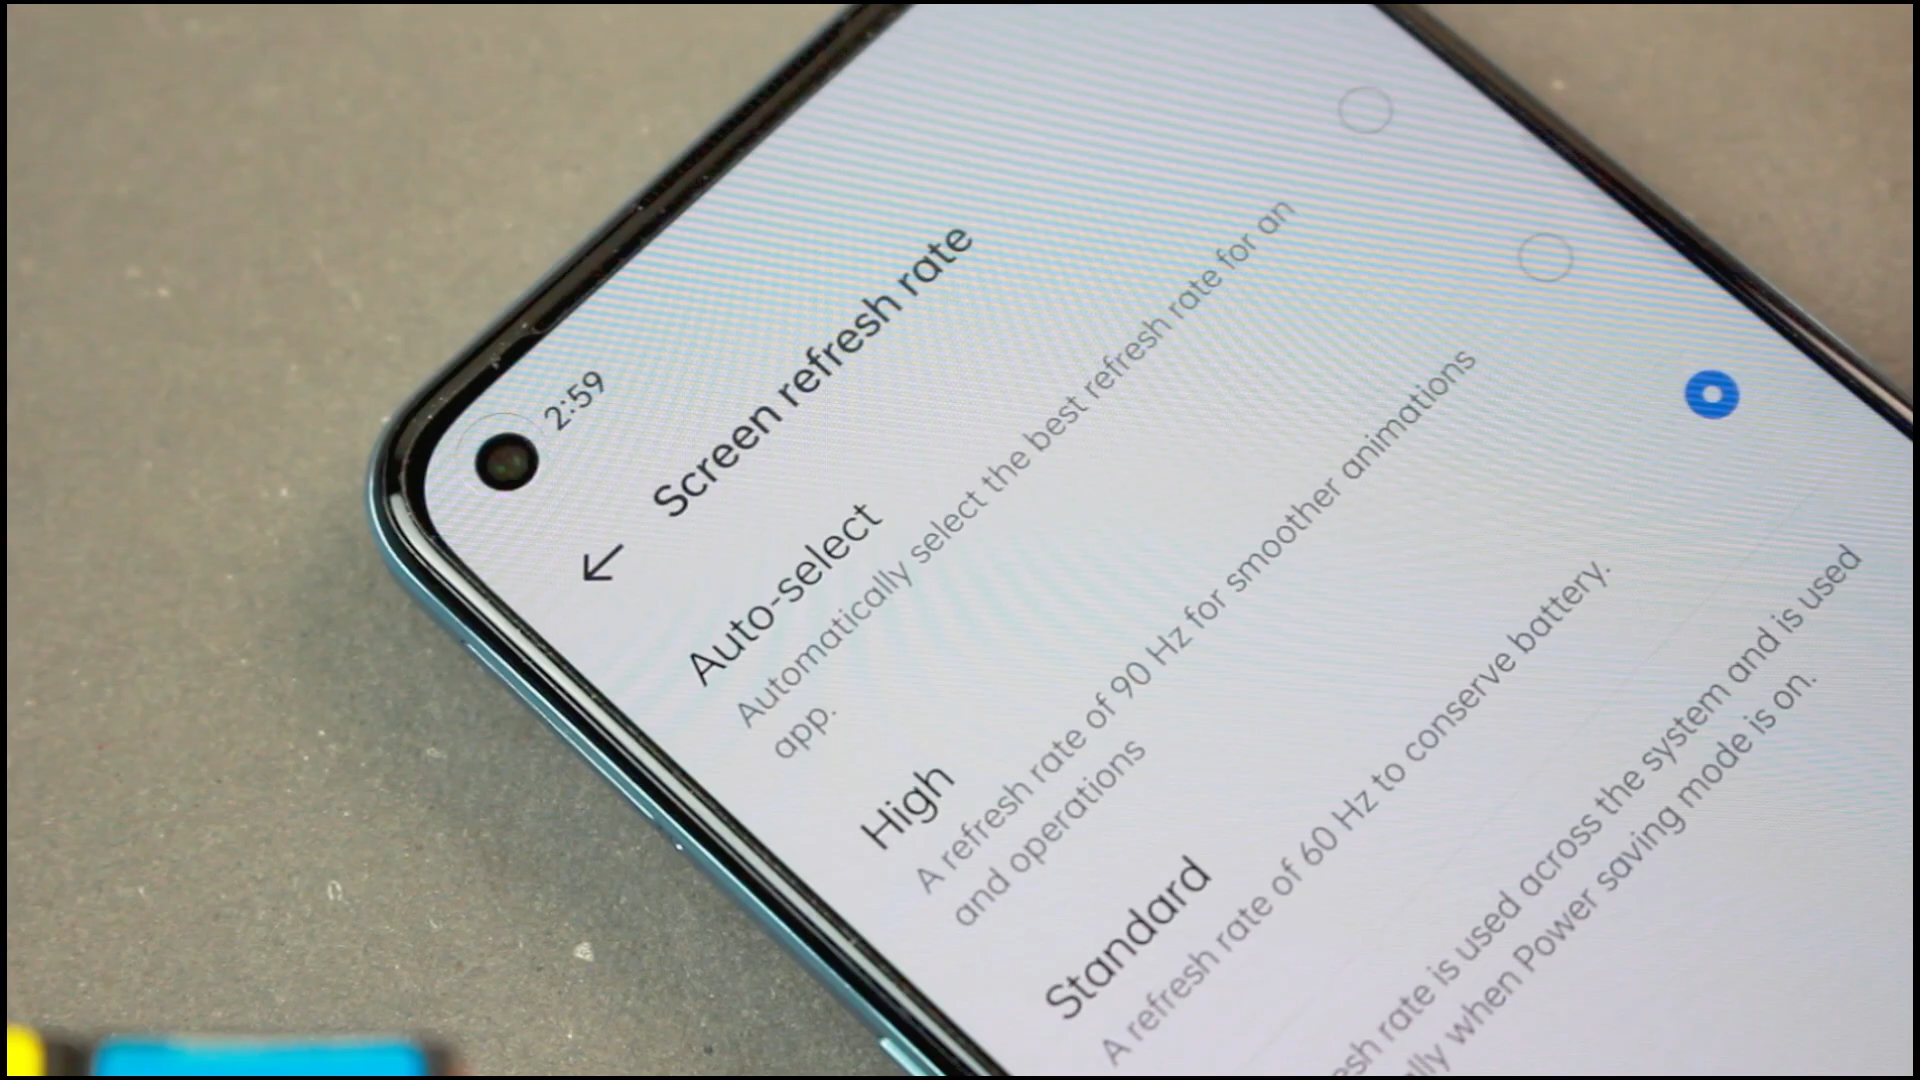 2:59
Screen refresh rate
Auto-select
Automatically select the best refresh rate for an
app.
High
A refresh rate of 90 Hz for smoother animations
and operations
Standard
A refresh rate of 60 Hz to conserve battery.
rate is used across the system and is used
when Power saving mode is on.